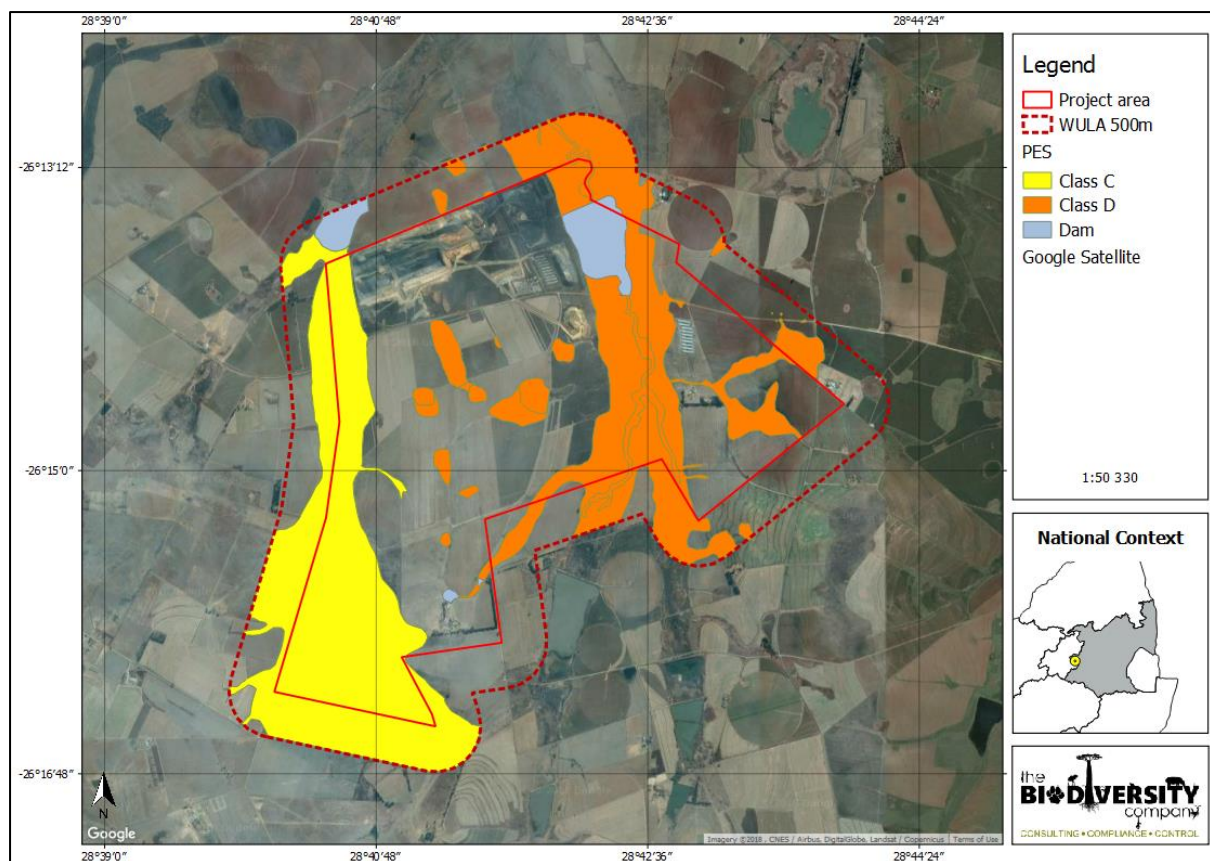 28°39'0"
28°40'48"
28°42'36"
28°44'24"
-26°13'12"
-26°15'0"
-26°16'48"
Legend
Project area
WULA 500m
PES
Class C
Class D
Dam
Google Satellite
1:50 330
National Context
the
BIODIVERSITY
company
CONSULTING • COMPLIANCE • CONTROL
N
Google
Imagery ©2018 , CNES / Airbus, DigitalGlobe, Landsat / Copernicus
Terms of Use
28°39'0"
28°40'48"
28°42'36"
28°44'24"